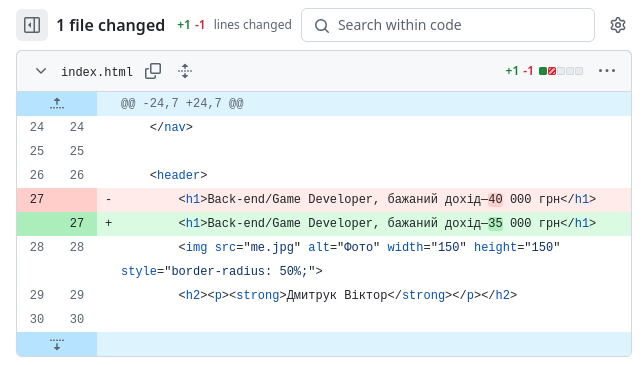 1 file changed +1 -1 lines changed Search within code
index.html +1 -1
@@ -24,7 +24,7 @@
24 24 </nav>
25 25
26 26 <header>
27 - <h1>Back-end/Game Developer, бажаний дохід—40 000 грн</h1>
27 + <h1>Back-end/Game Developer, бажаний дохід—35 000 грн</h1>
28 28 <img src="me.jpg" alt="Фото" width="150" height="150"
style="border-radius: 50%;">
29 29 <h2><p><strong>Дмитрук Віктор</strong></p></h2>
30 30